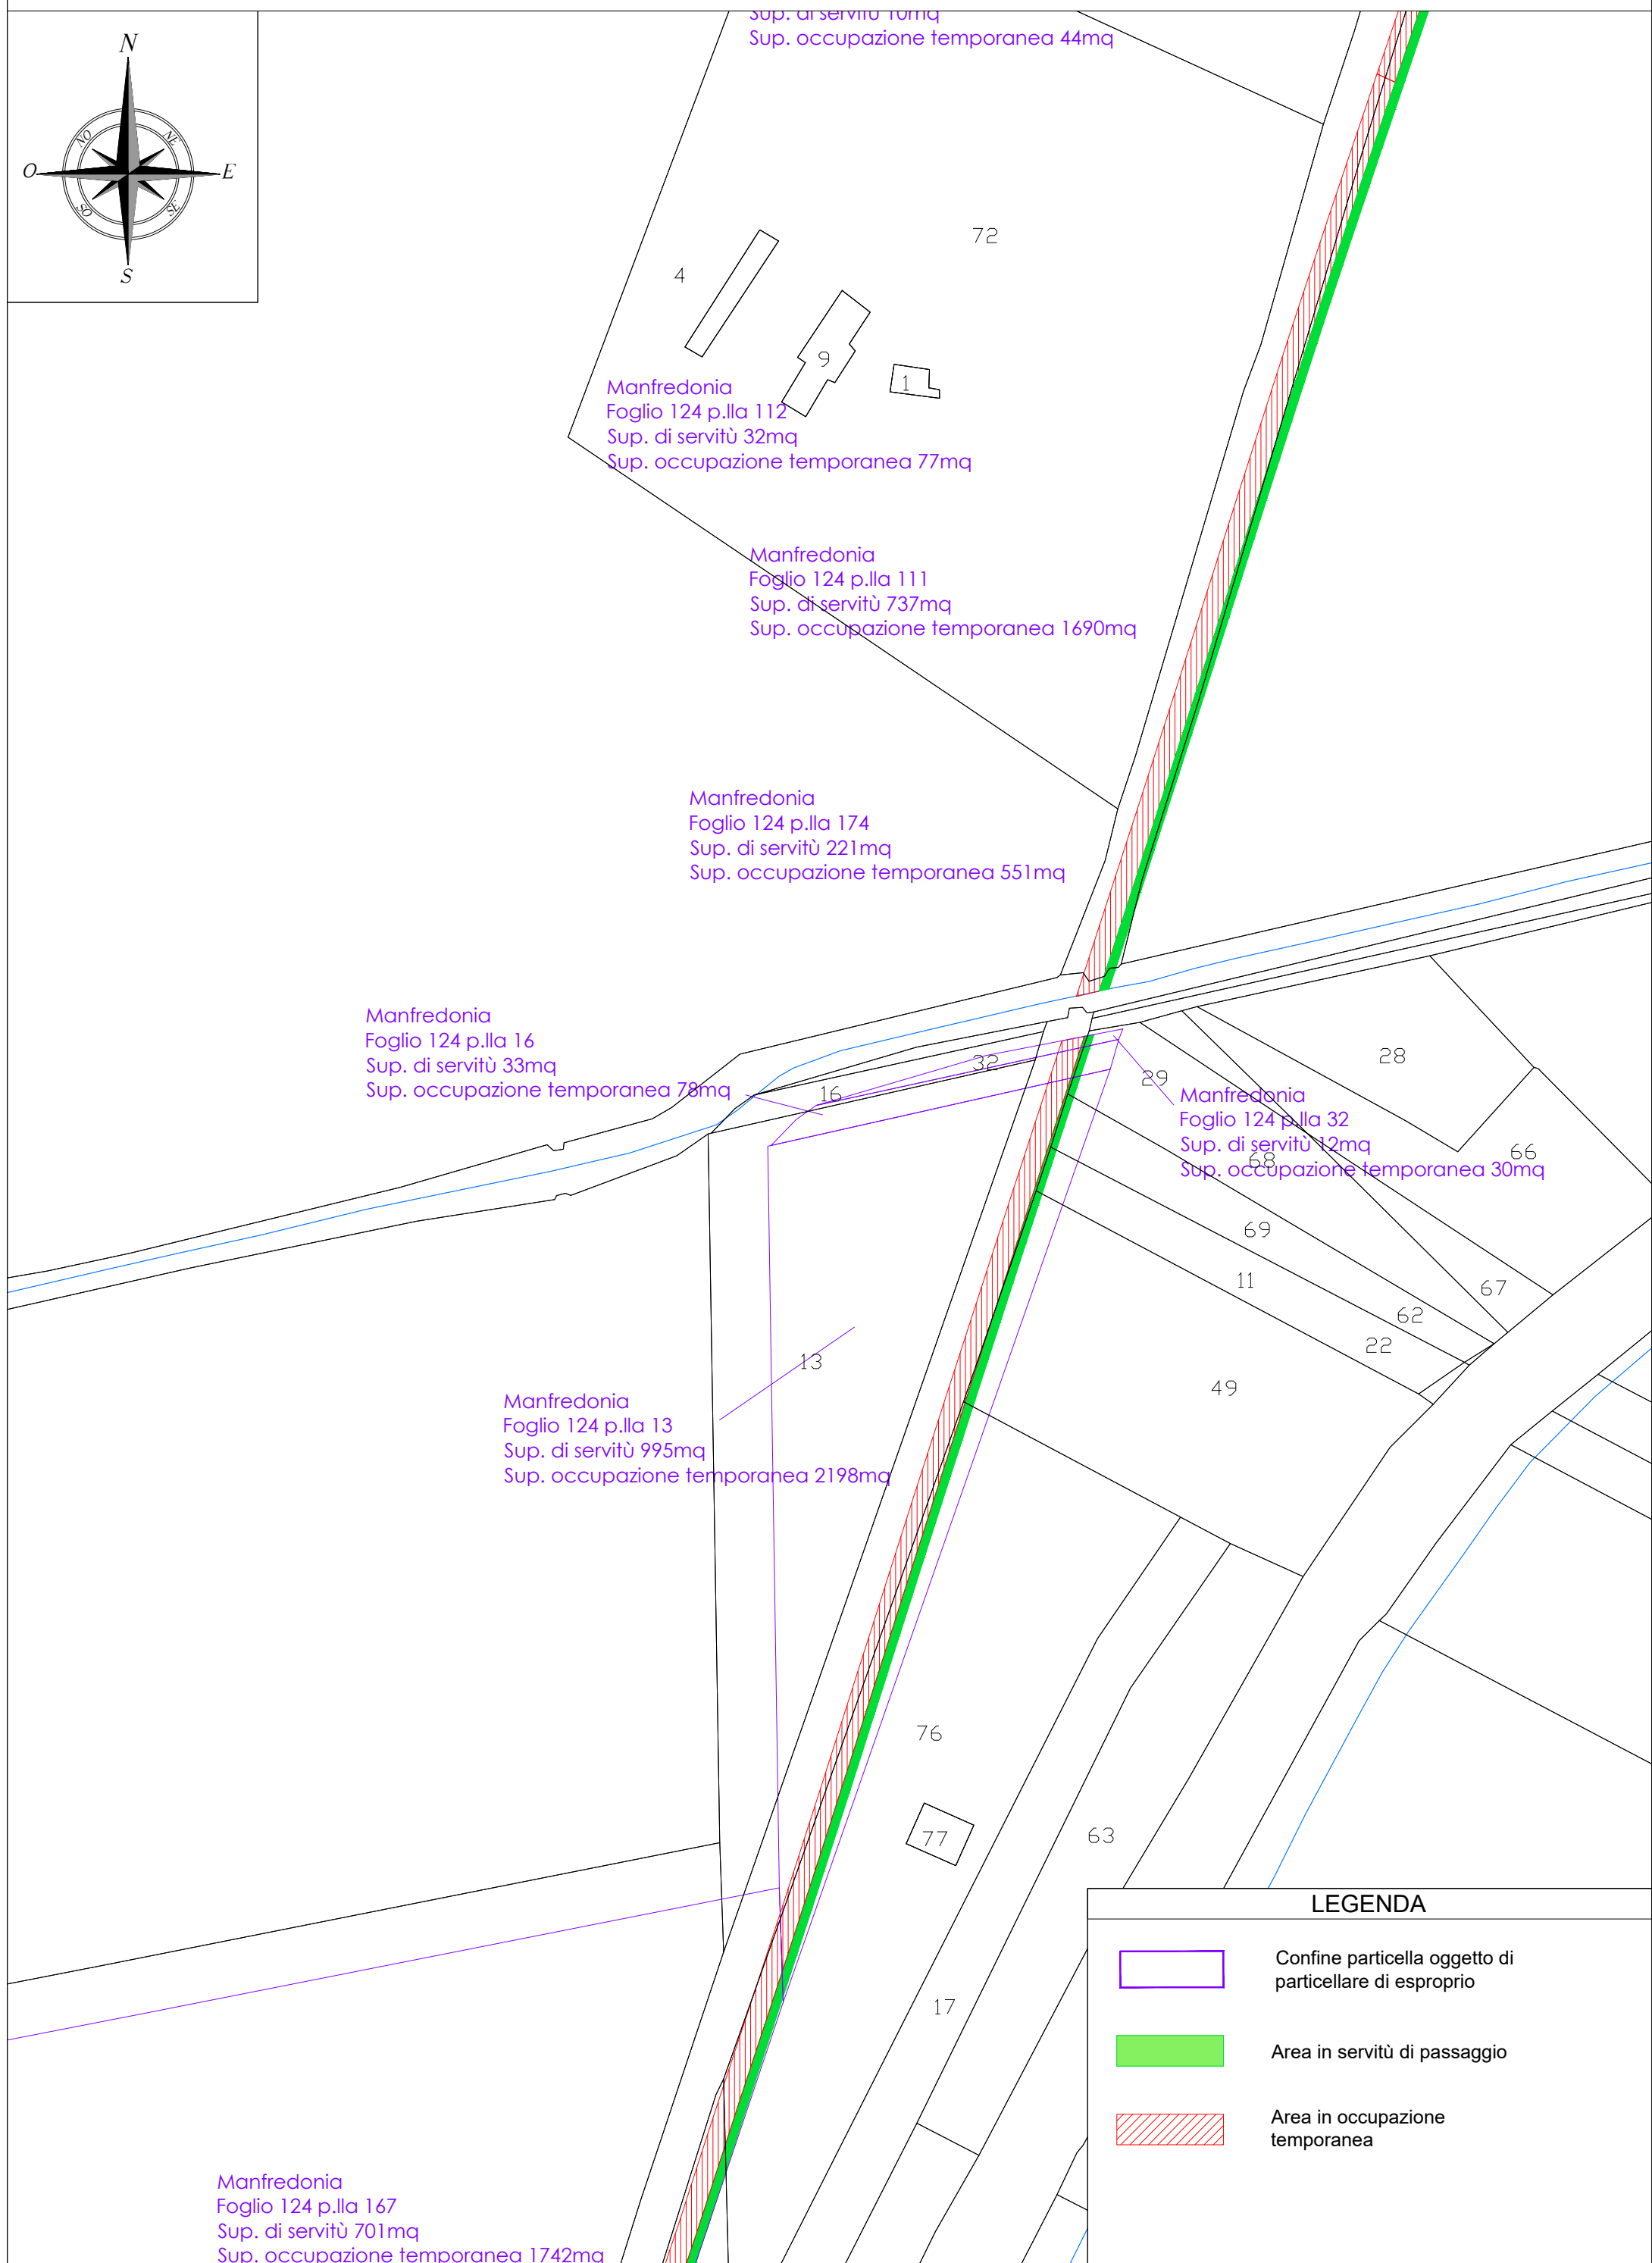 Sup. di servitù 10mq
Sup. occupazione temporanea 44mq
N
NO
NE
O
E
SO
SE
S
72
4
9
1
Manfredonia
Foglio 124 p.lla 112
Sup. di servitù 32mq
Sup. occupazione temporanea 77mq
Manfredonia
Foglio 124 p.lla 111
Sup. di servitù 737mq
Sup. occupazione temporanea 1690mq
Manfredonia
Foglio 124 p.lla 174
Sup. di servitù 221mq
Sup. occupazione temporanea 551mq
Manfredonia
Foglio 124 p.lla 16
Sup. di servitù 33mq
Sup. occupazione temporanea 78mq
16
32
29
28
Manfredonia
Foglio 124 p.lla 32
Sup. di servitù 12mq
Sup. occupazione temporanea 30mq
68
66
69
11
67
62
22
13
49
Manfredonia
Foglio 124 p.lla 13
Sup. di servitù 995mq
Sup. occupazione temporanea 2198mq
76
77
63
17
LEGENDA
Confine particella oggetto di
particellare di esproprio
Area in servitù di passaggio
Area in occupazione
temporanea
Manfredonia
Foglio 124 p.lla 167
Sup. di servitù 701mq
Sup. occupazione temporanea 1742mq